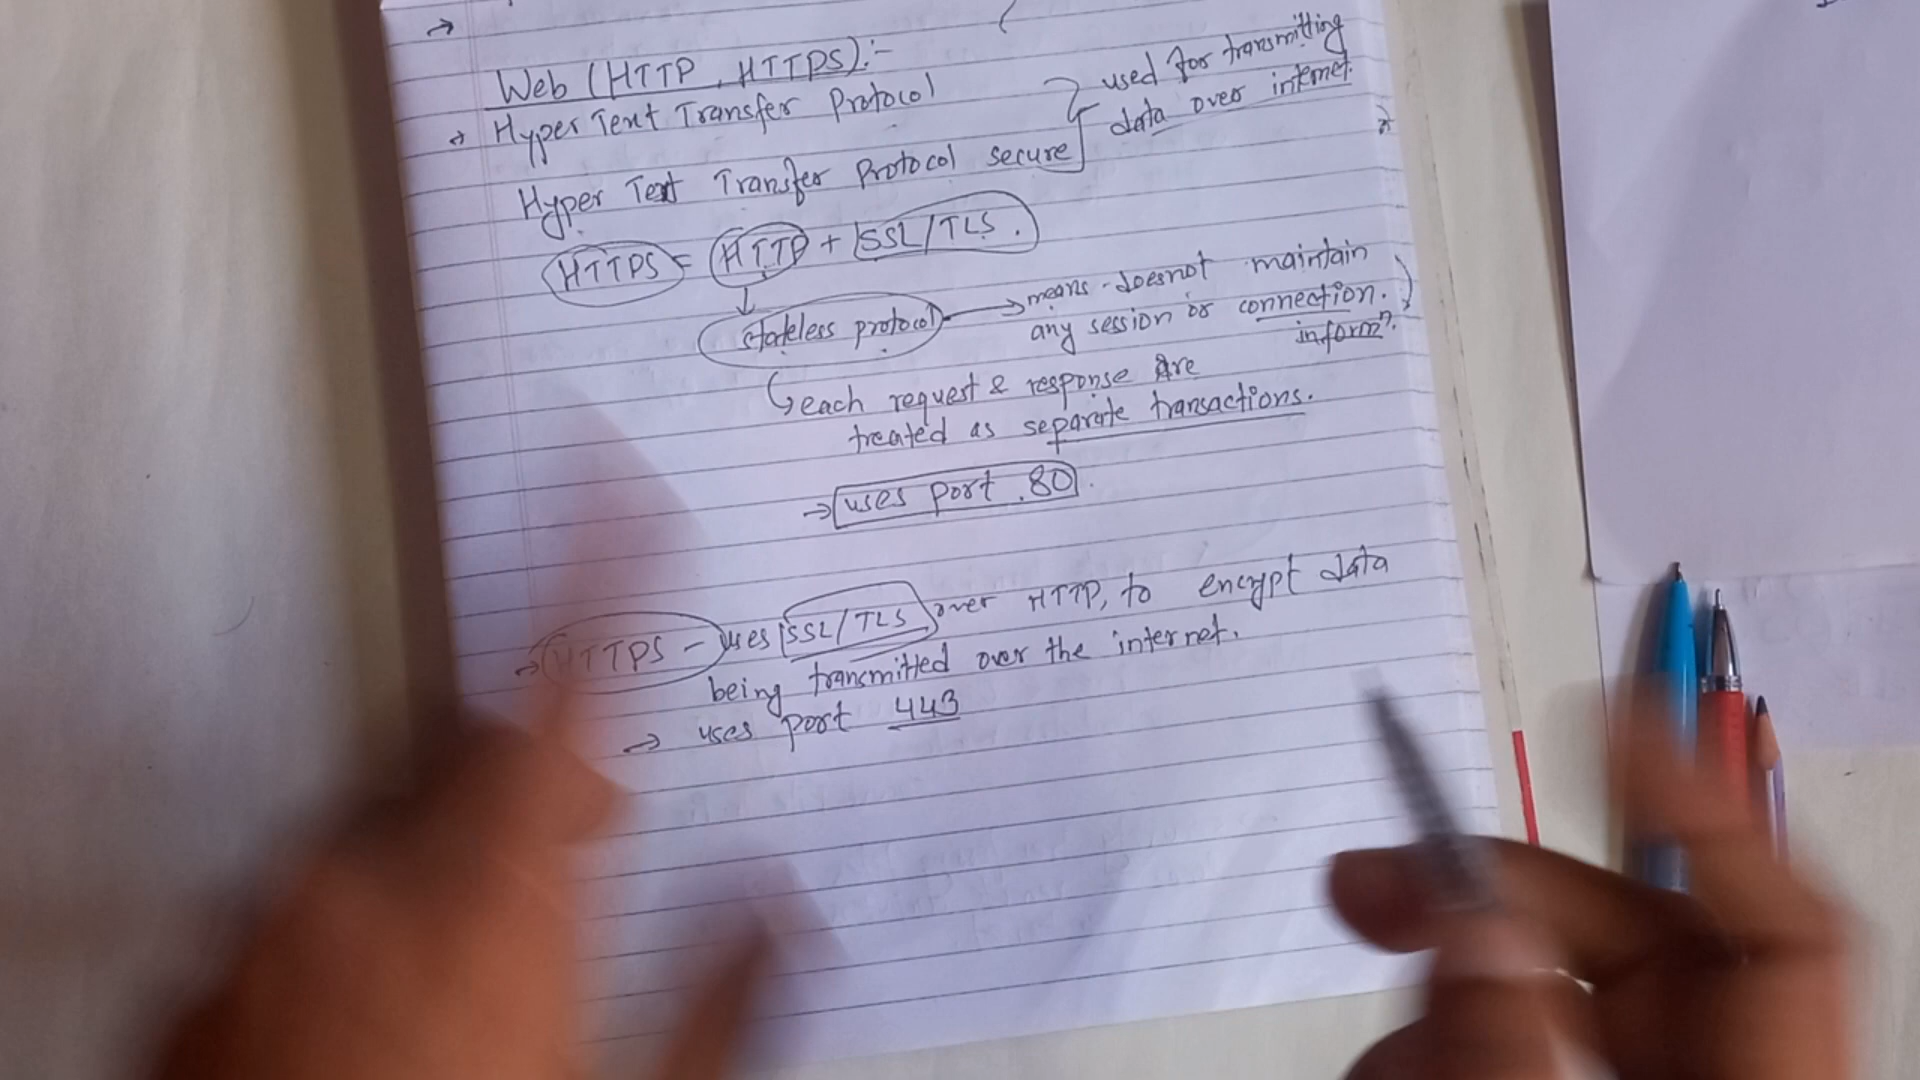 Web (HTTP, HTTPS):-
→ Hyper Text Transfer Protocol
Hyper Text Transfer Protocol secure
used for transmitting
data over internet.
HTTPS = HTTP + SSL/TLS.
↓
stateless protocol → means - doesnot maintain
any session or connection.
inform^n.
each request & response Are
treated as separate transactions.
→ uses port 80.
→ HTTPS - uses SSL/TLS over HTTP, to encrypt data
being transmitted over the internet.
→ uses port 443